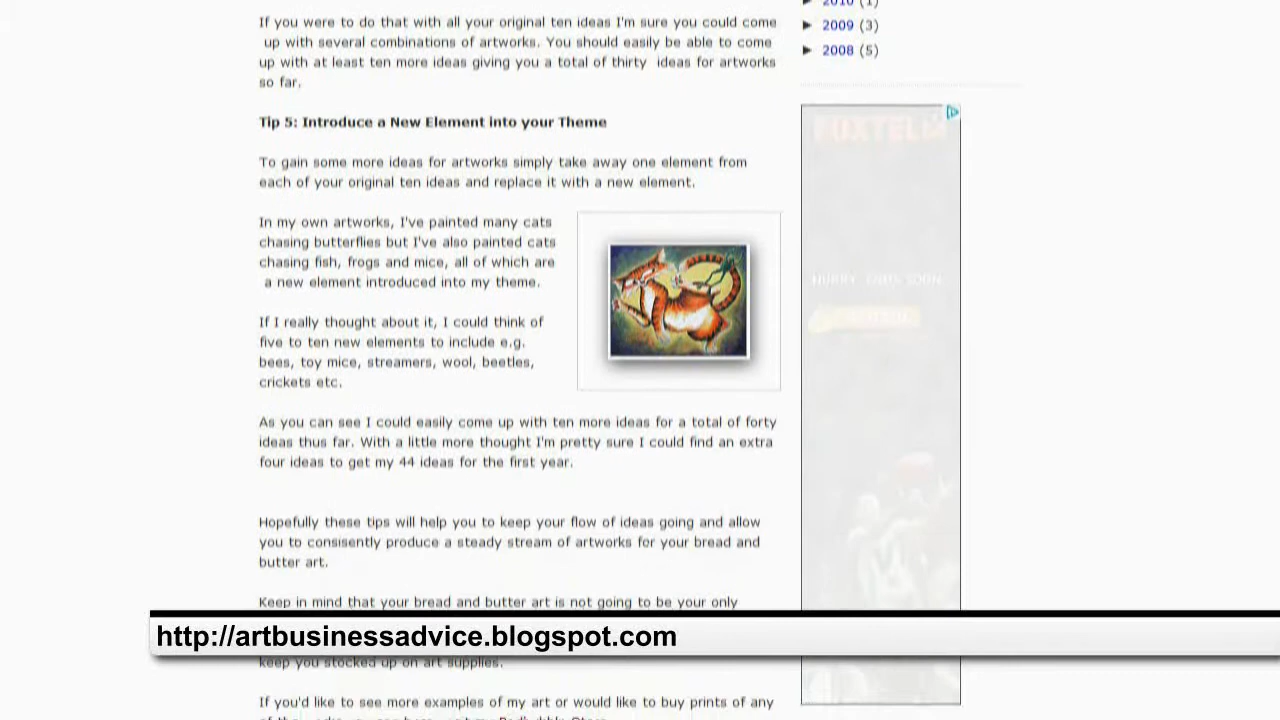 If you were to do that with all your original ten ideas I'm sure you could come
up with several combinations of artworks. You should easily be able to come
up with at least ten more ideas giving you a total of thirty ideas for artworks
so far.
Tip 5: Introduce a New Element into your Theme
To gain some more ideas for artworks simply take away one element from
each of your original ten ideas and replace it with a new element.
In my own artworks, I've painted many cats
chasing butterflies but I've also painted cats
chasing fish, frogs and mice, all of which are
a new element introduced into my theme.
If I really thought about it, I could think of
five to ten new elements to include e.g.
bees, toy mice, streamers, wool, beetles,
crickets etc.
As you can see I could easily come up with ten more ideas for a total of forty
ideas thus far. With a little more thought I'm pretty sure I could find an extra
four ideas to get my 44 ideas for the first year.
Hopefully these tips will help you to keep your flow of ideas going and allow
you to consisently produce a steady stream of artworks for your bread and
butter art.
Keep in mind that your bread and butter art is not going to be your only
http://artbusinessadvice.blogspot.com
keep you stocked up on art supplies.
If you'd like to see more examples of my art or would like to buy prints of any
2010 (1)
2009 (3)
2008 (5)
FOXTEL
HURRY ENDS SOON